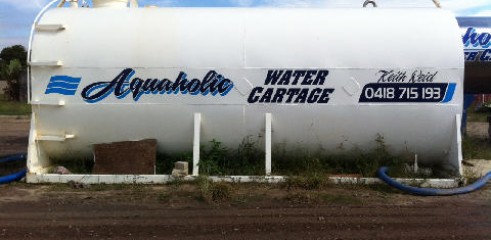 Aquaholic
WATER
CARTAGE
Keith Reid
0418 715 193